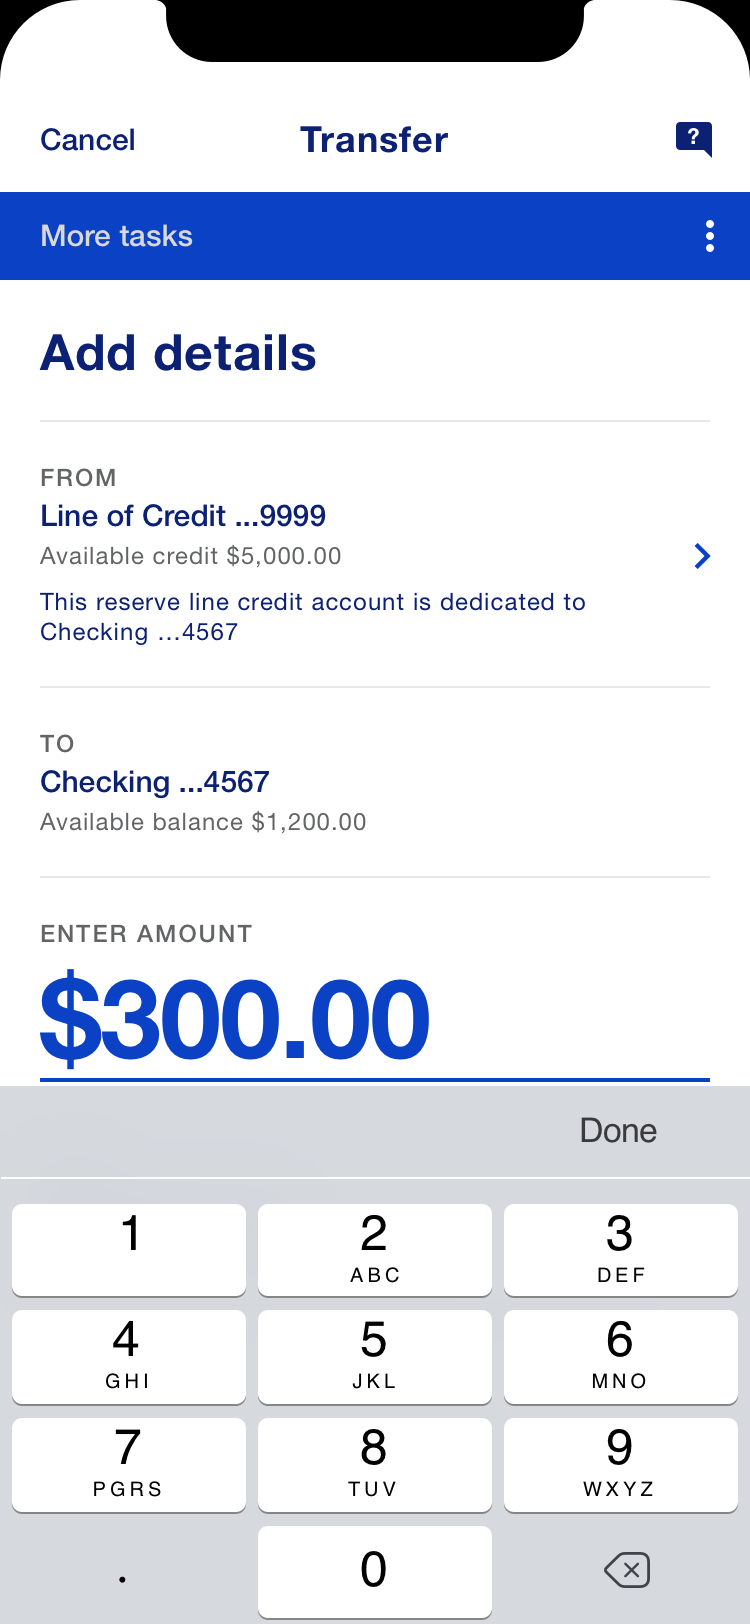 Cancel Transfer ?
More tasks
Add details
FROM
Line of Credit ...9999
Available credit $5,000.00
This reserve line credit account is dedicated to
Checking ...4567
TO
Checking ...4567
Available balance $1,200.00
ENTER AMOUNT
$300.00
Done
1 2 3
ABC DEF
4 5 6
GHI JKL MNO
7 8 9
PGRS TUV WXYZ
. 0